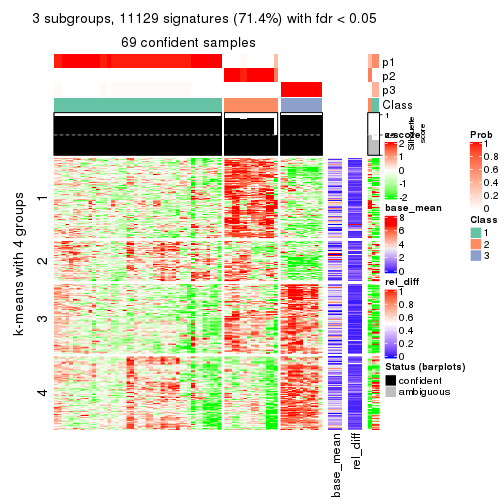 3 subgroups, 11129 signatures (71.4%) with fdr < 0.05
69 confident samples
p1
p2
p3
Class
1
Silhouette
score
k-means with 4 groups
1
2
3
4
base_mean
rel_diff
z-score
2
1
0
-1
-2
base_mean
8
6
4
2
0
rel_diff
1
0.8
0.6
0.4
0.2
0
Status (barplots)
confident
ambiguous
Prob
1
0.8
0.6
0.4
0.2
0
Class
1
2
3